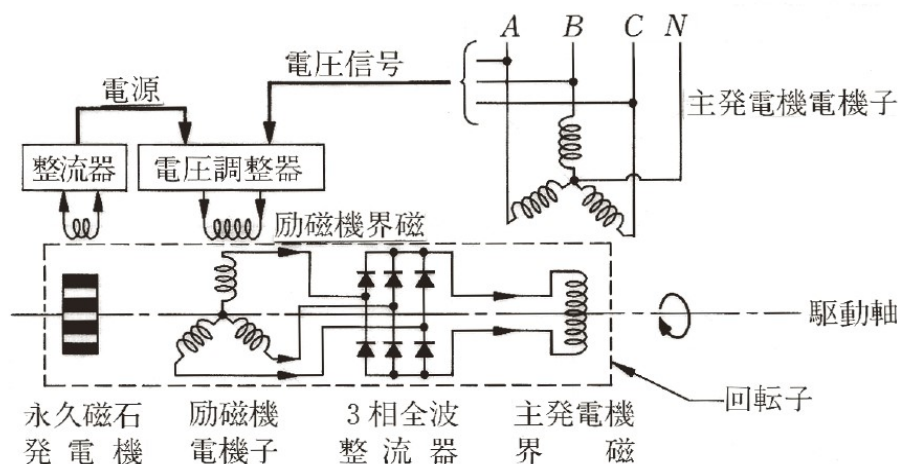 A B C N
電圧信号
電源
主発電機電機子
整流器
電圧調整器
励磁機界磁
駆動軸
回転子
永久磁石
発電機
励磁機
電機子
3相全波
整流器
主発電機
界磁